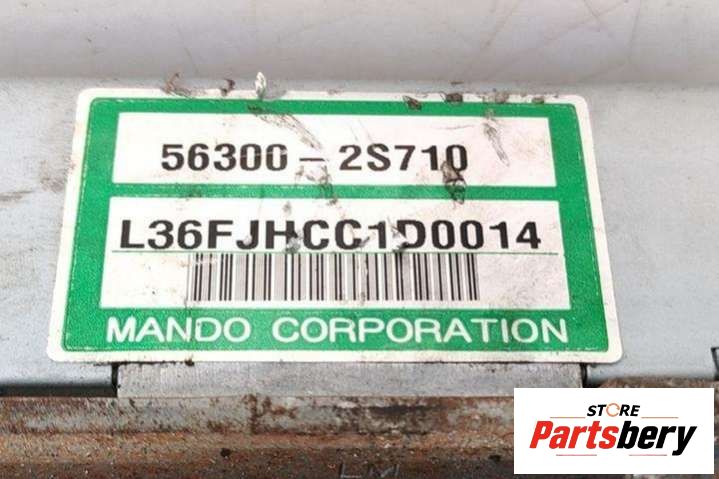 56300-2S710
L36FJHCC1D0014
MANDO CORPORATION
STORE
Partsbery